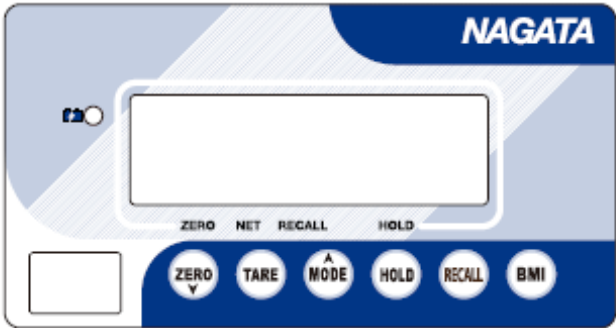 NAGATA
ZERO NET RECALL HOLD
ZERO TARE MODE HOLD RECALL BMI